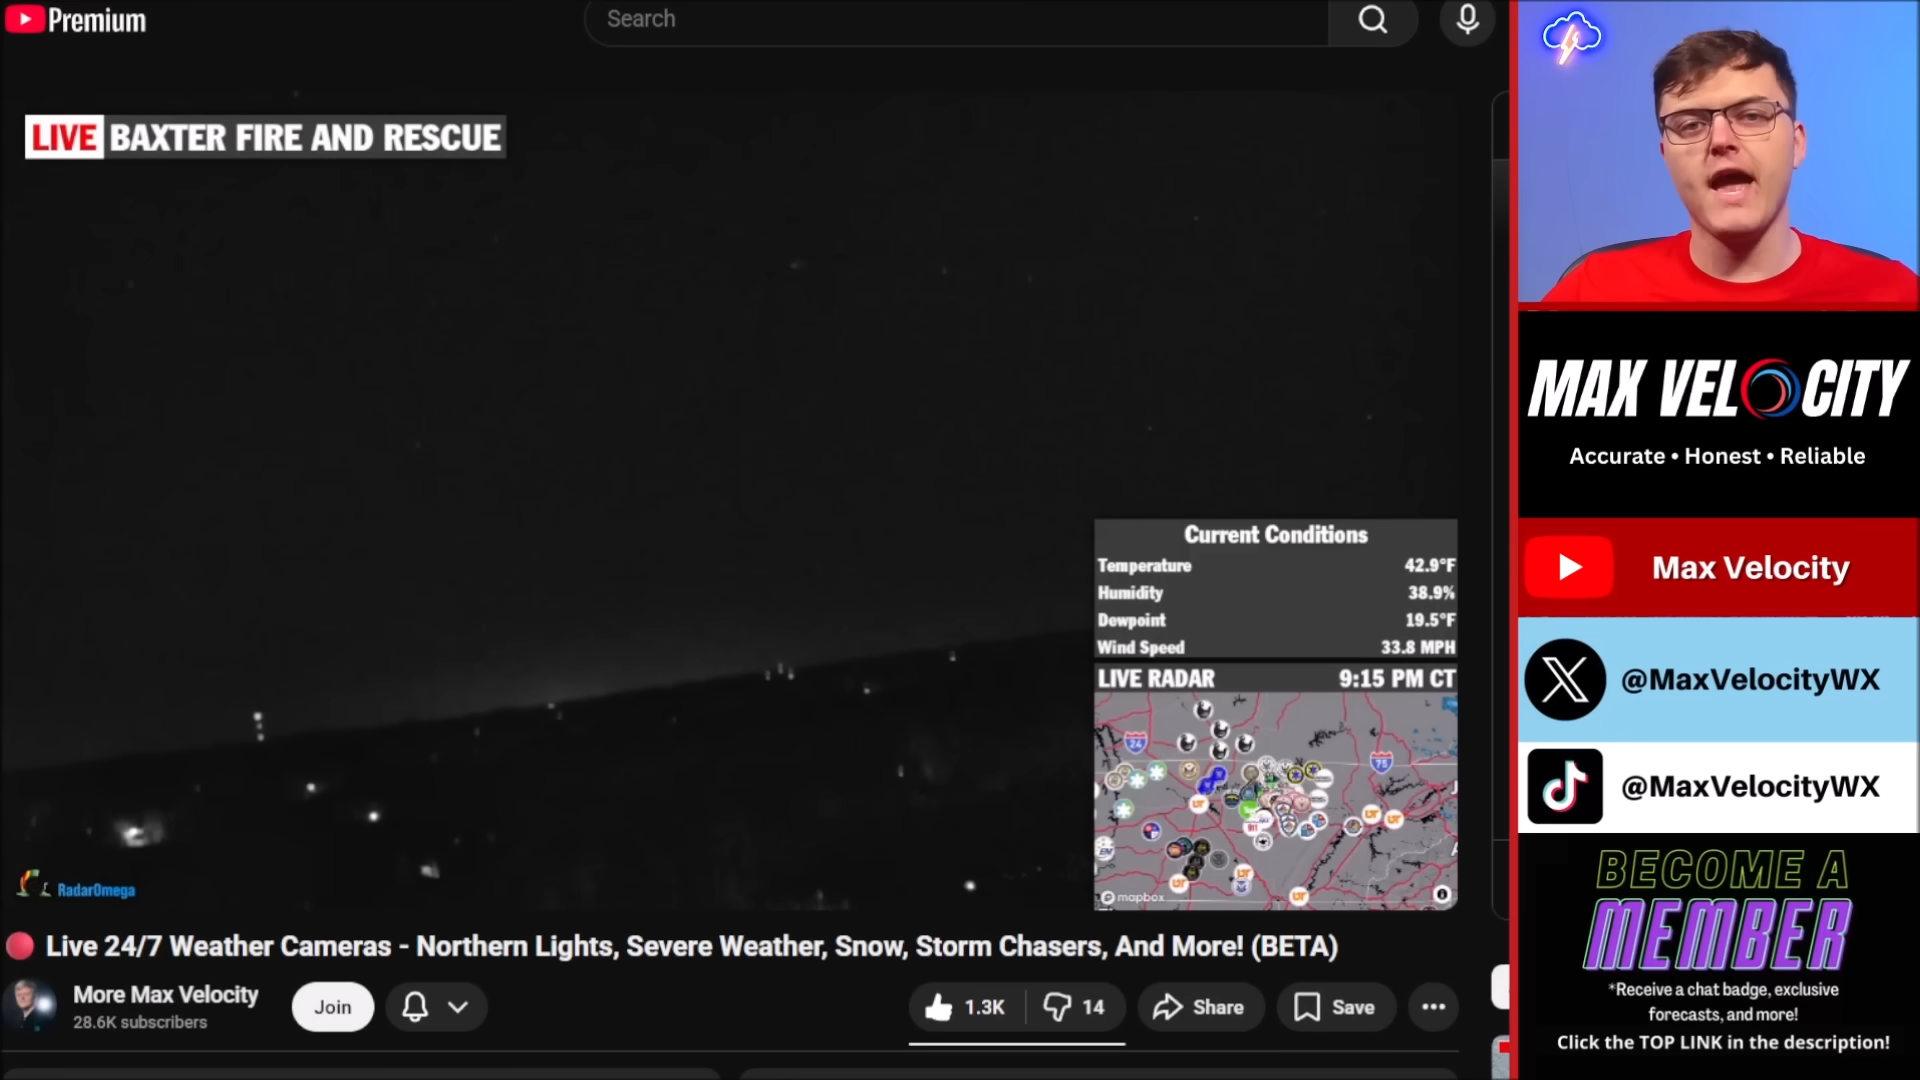 Premium
Search
LIVE BAXTER FIRE AND RESCUE
Current Conditions
Temperature 42.9°F
Humidity 38.9%
Dewpoint 19.5°F
Wind Speed 33.8 MPH
LIVE RADAR 9:15 PM CT
24
75
911
mapbox
RadarOmega
Live 24/7 Weather Cameras - Northern Lights, Severe Weather, Snow, Storm Chasers, And More! (BETA)
More Max Velocity
28.6K subscribers
Join
1.3K
14
Share
Save
MAX VELOCITY
Accurate • Honest • Reliable
Max Velocity
@MaxVelocityWX
@MaxVelocityWX
BECOME A
MEMBER
*Receive a chat badge, exclusive
forecasts, and more!
Click the TOP LINK in the description!